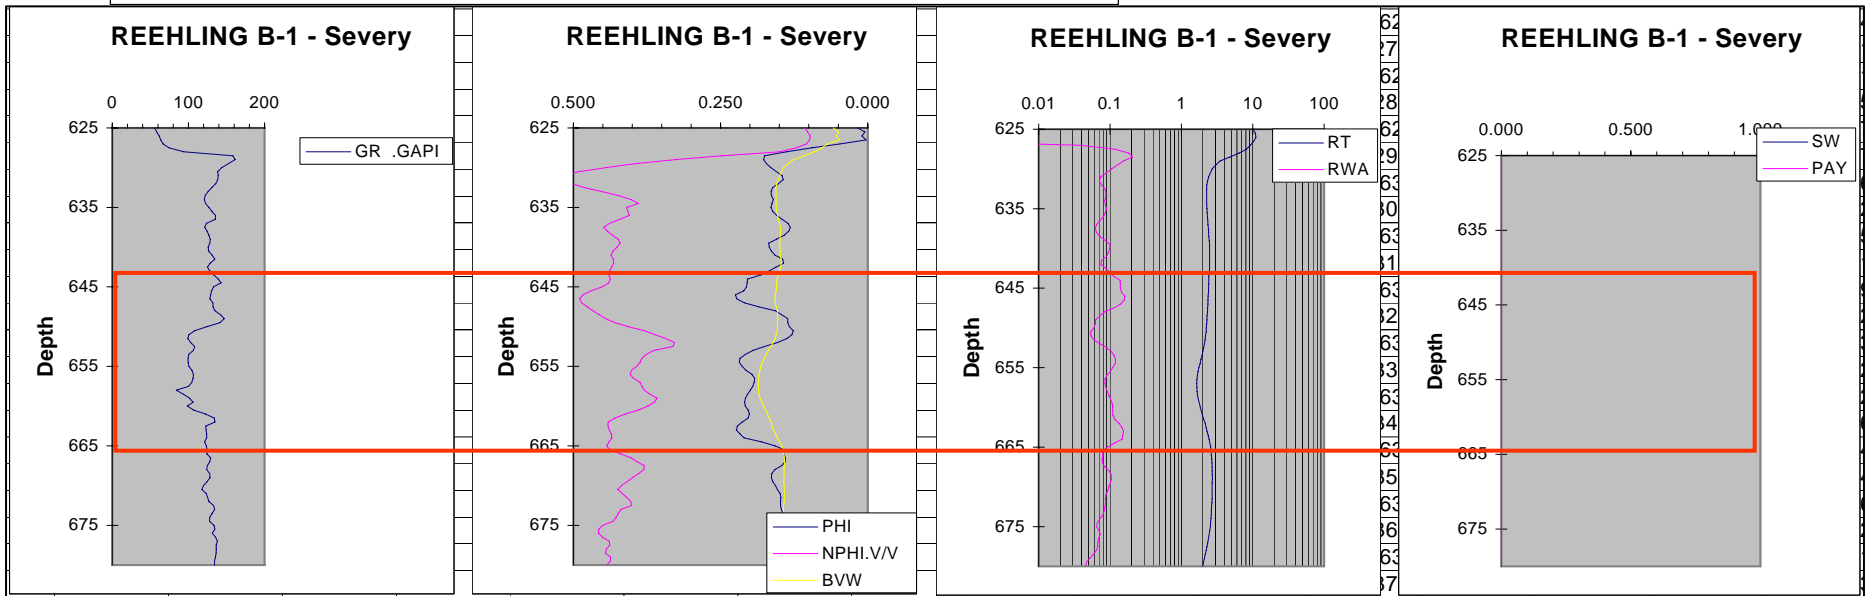 REEHLING B-1 - Severy
0 100 200
625
635
645
655
665
675
Depth
GR .GAPI
REEHLING B-1 - Severy
0.500 0.250 0.000
625
635
645
655
665
675
Depth
PHI
NPHI.V/V
BVW
REEHLING B-1 - Severy
0.01 0.1 1 10 100
625
635
645
655
665
675
Depth
RT
RWA
REEHLING B-1 - Severy
0.000 0.500 1.000
625
635
645
655
665
675
Depth
SW
PAY